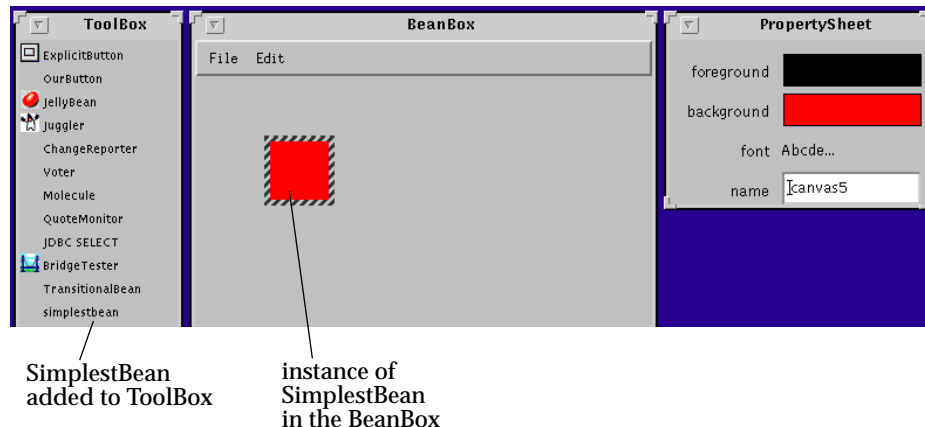 ToolBox
ExplicitButton
OurButton
JellyBean
Juggler
ChangeReporter
Voter
Molecule
QuoteMonitor
JDBC SELECT
BridgeTester
TransitionalBean
simplestbean
BeanBox
File Edit
PropertySheet
foreground
background
font Abcde...
name canvas5
SimplestBean
added to ToolBox
instance of
SimplestBean
in the BeanBox